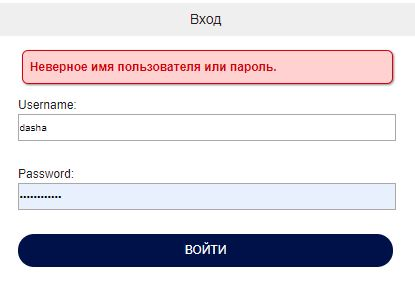 Вход
Неверное имя пользователя или пароль.
Username:
dasha
Password:
••••••••••••
ВОЙТИ